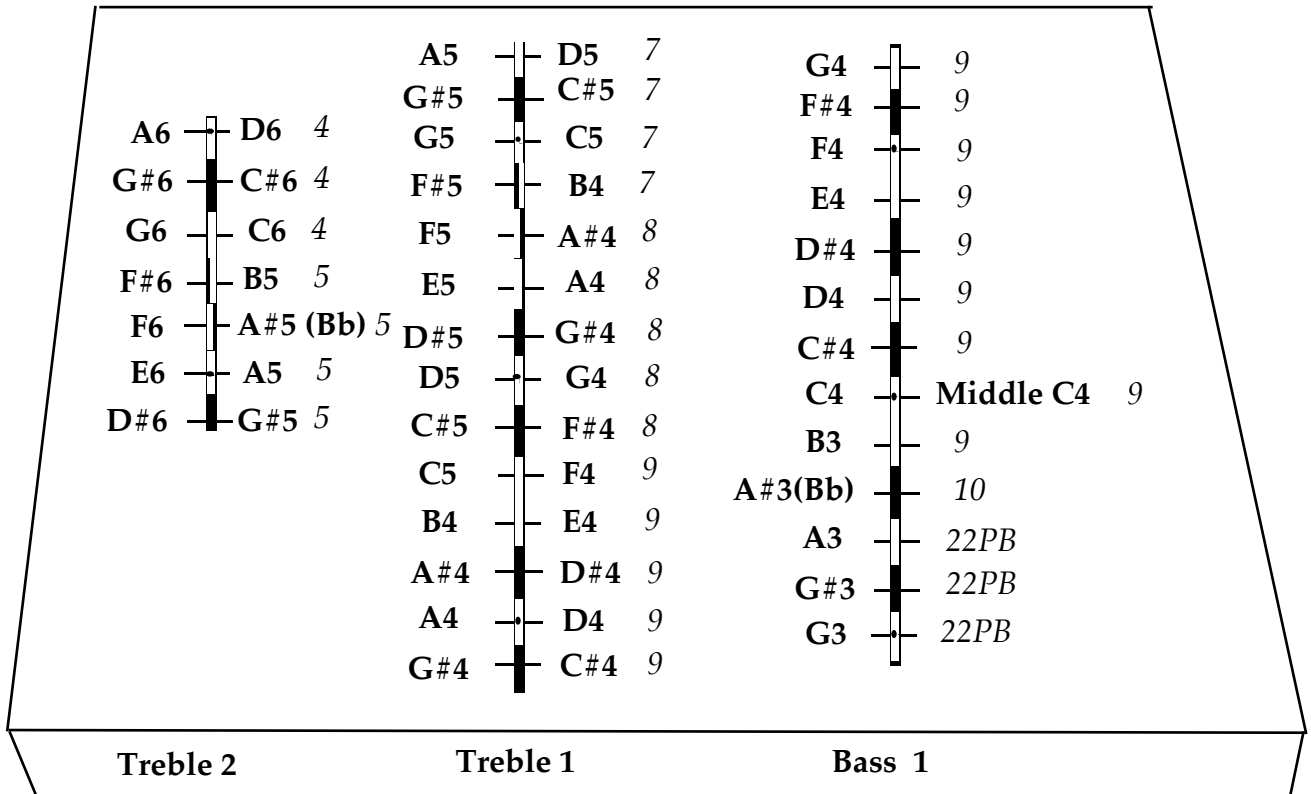 A6 D6 4
G#6 C#6 4
G6 C6 4
F#6 B5 5
F6 A#5 (Bb) 5
E6 A5 5
D#6 G#5 5
A5 D5 7
G#5 C#5 7
G5 C5 7
F#5 B4 7
F5 A#4 8
E5 A4 8
D#5 G#4 8
D5 G4 8
C#5 F#4 8
C5 F4 9
B4 E4 9
A#4 D#4 9
A4 D4 9
G#4 C#4 9
G4 9
F#4 9
F4 9
E4 9
D#4 9
D4 9
C#4 9
C4 Middle C4 9
B3 9
A#3(Bb) 10
A3 22PB
G#3 22PB
G3 22PB
Treble 2 Treble 1 Bass 1